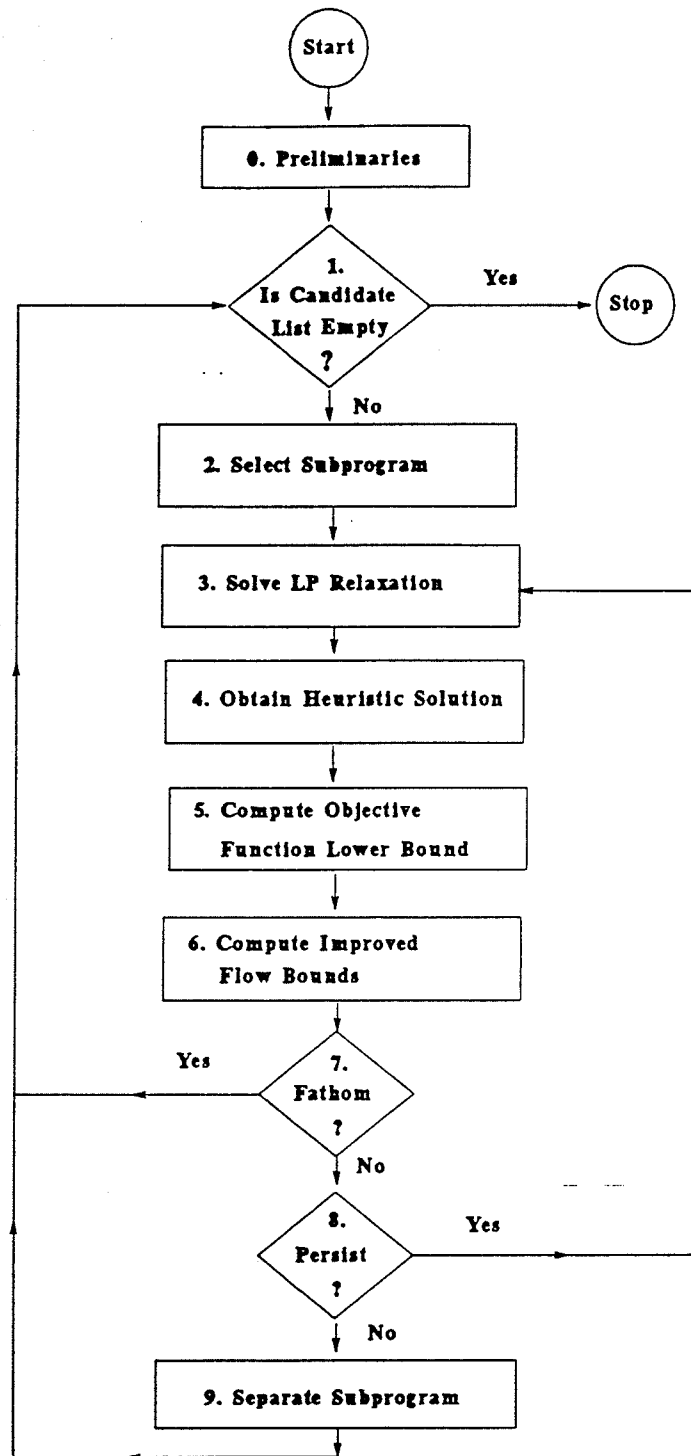 Start
0. Preliminaries
1.
Is Candidate
List Empty
?
Yes
Stop
No
2. Select Subprogram
3. Solve LP Relaxation
4. Obtain Heuristic Solution
5. Compute Objective
Function Lower Bound
6. Compute Improved
Flow Bounds
Yes
7.
Fathom
?
No
8.
Persist
?
Yes
No
9. Separate Subprogram